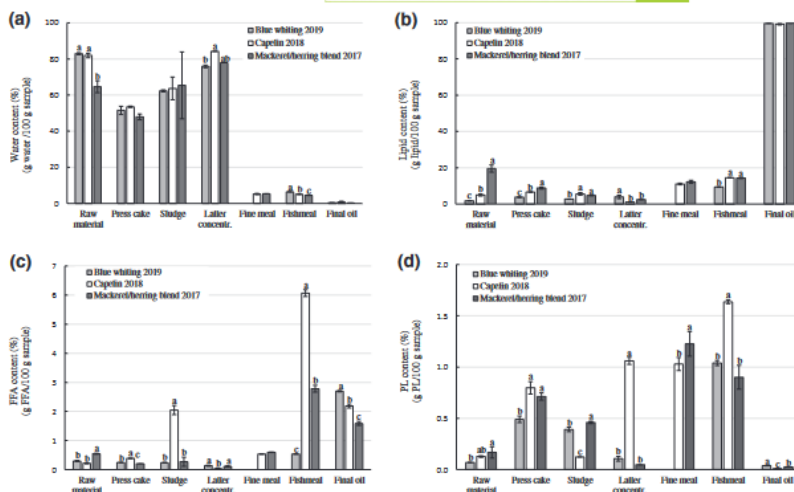 (a)
Blue whiting 2019
Capelin 2018
Mackerel/herring blend 2017
Water content (%)
(g water /100 g sample)
100
80
60
40
20
0
a a b
b a ab
a b c
Raw material
Press cake
Sludge
Latter concentr.
Fine meal
Fishmeal
Final oil
(b)
Blue whiting 2019
Capelin 2018
Mackerel/herring blend 2017
Lipid content (%)
(g lipid/100 g sample)
100
80
60
40
20
0
c b a
c b a
b a a
a b b
b a a
Raw material
Press cake
Sludge
Latter concentr.
Fine meal
Fishmeal
Final oil
(c)
Blue whiting 2019
Capelin 2018
Mackerel/herring blend 2017
FFA content (%)
(g FFA/100 g sample)
7
6
5
4
3
2
1
0
b b a
b a c
b a b
a b a
c a b
a b c
Raw material
Press cake
Sludge
Latter concentr.
Fine meal
Fishmeal
Final oil
(d)
Blue whiting 2019
Capelin 2018
Mackerel/herring blend 2017
PL content (%)
(g PL/100 g sample)
2.0
1.5
1.0
0.5
0.0
b ab a
b a a
a b a
b a b
b a
b a b
a c b
Raw material
Press cake
Sludge
Latter concentr.
Fine meal
Fishmeal
Final oil